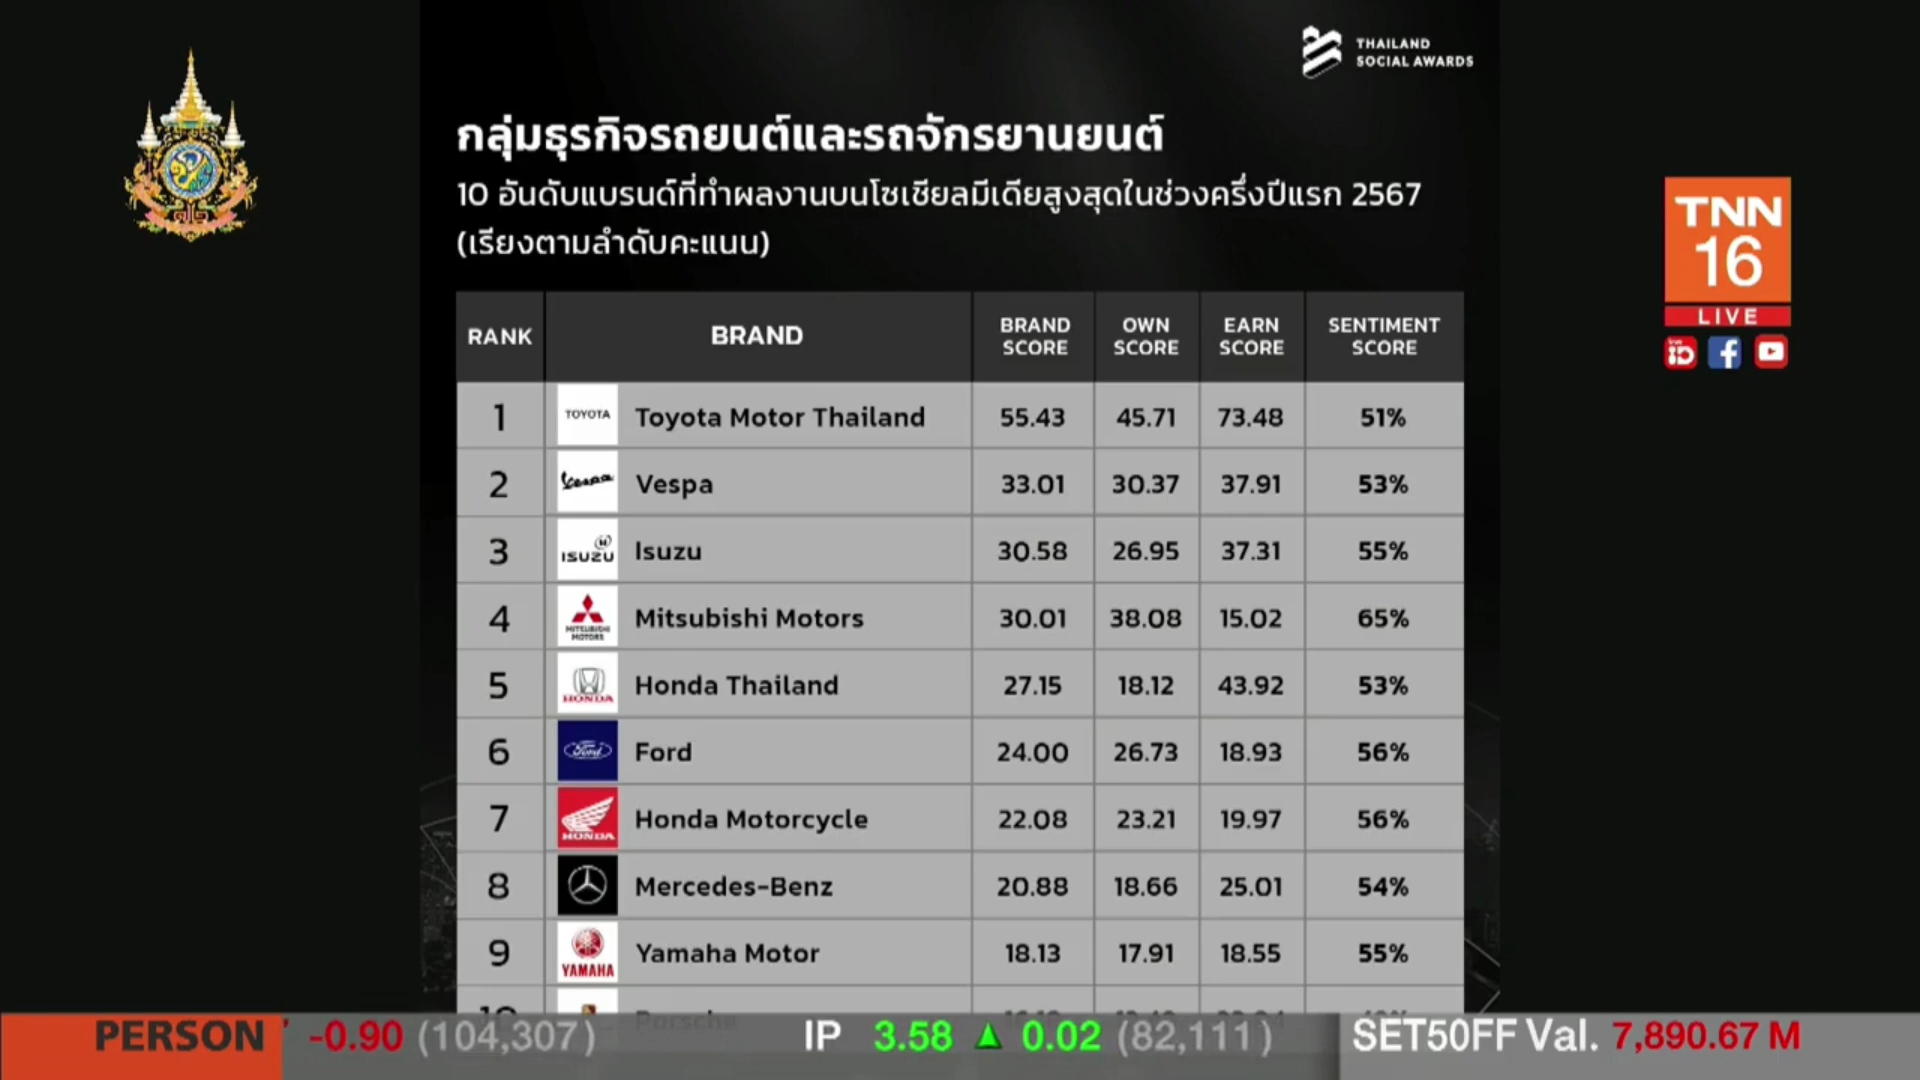 THAILAND
SOCIAL AWARDS
กลุ่มธุรกิจรถยนต์และรถจักรยานยนต์
10 อันดับแบรนด์ที่ทำผลงานบนโซเชียลมีเดียสูงสุดในช่วงครึ่งปีแรก 2567
(เรียงตามลำดับคะแนน)
TNN
16
LIVE
true
iD
RANK BRAND BRAND SCORE OWN SCORE EARN SCORE SENTIMENT SCORE
1 TOYOTA Toyota Motor Thailand 55.43 45.71 73.48 51%
2 Vespa Vespa 33.01 30.37 37.91 53%
3 ISUZU Isuzu 30.58 26.95 37.31 55%
4 MITSUBISHI MOTORS Mitsubishi Motors 30.01 38.08 15.02 65%
5 HONDA Honda Thailand 27.15 18.12 43.92 53%
6 Ford Ford 24.00 26.73 18.93 56%
7 HONDA Honda Motorcycle 22.08 23.21 19.97 56%
8 Mercedes-Benz 20.88 18.66 25.01 54%
9 YAMAHA Yamaha Motor 18.13 17.91 18.55 55%
10 Porsche
PERSON -0.90 (104,307) IP 3.58 ▲ 0.02 (82,111) SET50FF Val. 7,890.67 M